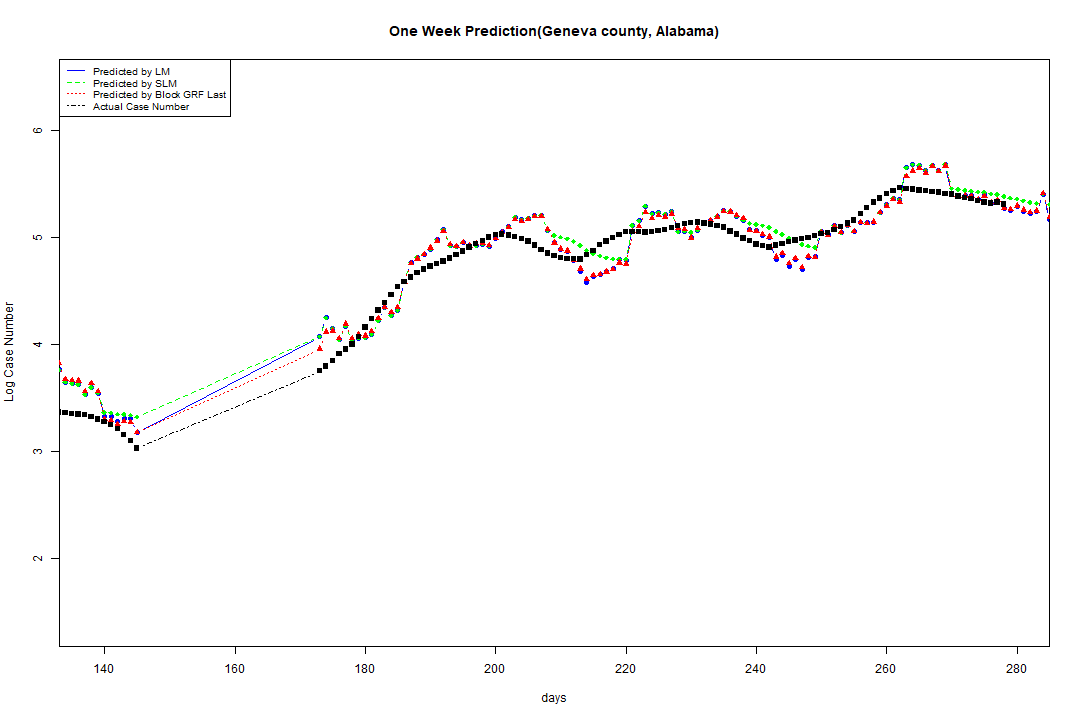 One Week Prediction(Geneva county, Alabama)
Predicted by LM
Predicted by SLM
Predicted by Block GRF Last
Actual Case Number
6
5
4
3
2
Log Case Number
140 160 180 200 220 240 260 280
days